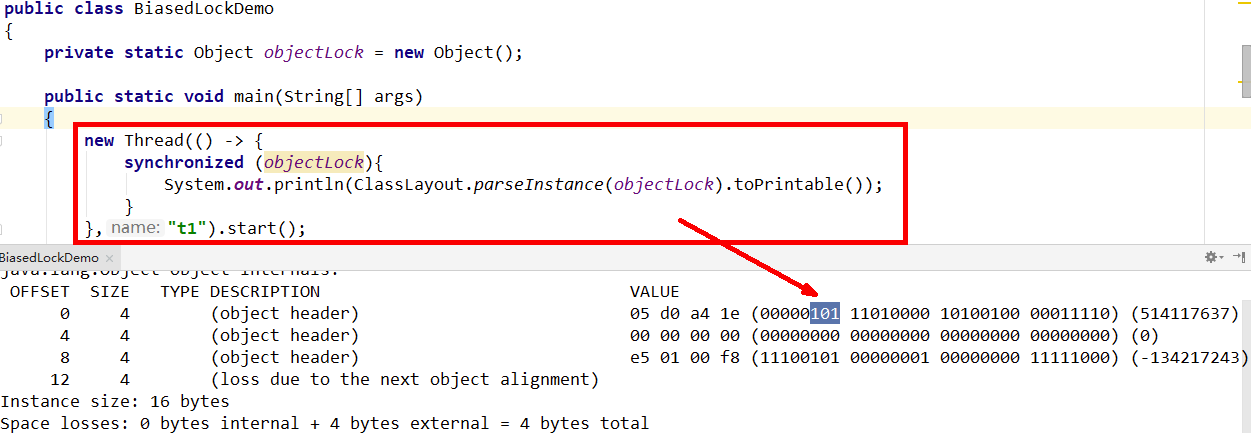 public class BiasedLockDemo
{
    private static Object objectLock = new Object();
    public static void main(String[] args)
    {
        new Thread(() -> {
            synchronized (objectLock){
                System.out.println(ClassLayout.parseInstance(objectLock).toPrintable());
            }
        }, name: "t1").start();
BiasedLockDemo ×
java.lang.Object object internals:
OFFSET SIZE TYPE DESCRIPTION VALUE
0 4 (object header) 05 d0 a4 1e (00000101 11010000 10100100 00011110) (514117637)
4 4 (object header) 00 00 00 00 (00000000 00000000 00000000 00000000) (0)
8 4 (object header) e5 01 00 f8 (11100101 00000001 00000000 11111000) (-134217243)
12 4 (loss due to the next object alignment)
Instance size: 16 bytes
Space losses: 0 bytes internal + 4 bytes external = 4 bytes total